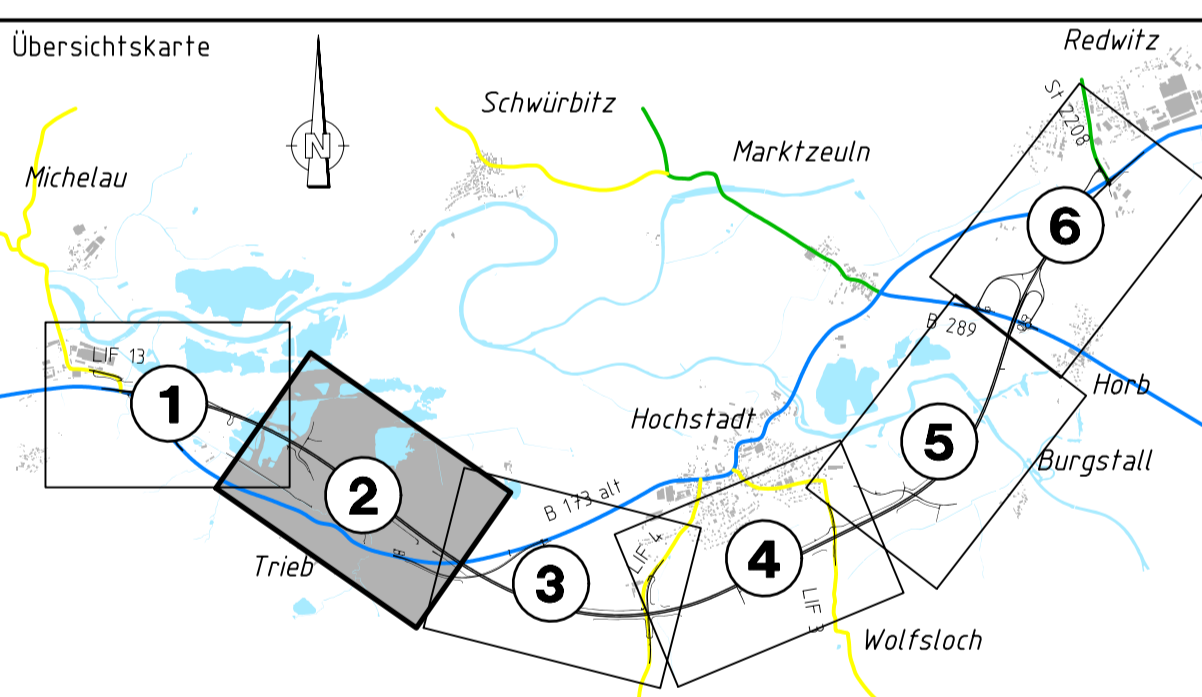 Übersichtskarte
Redwitz
St 2208
Schwürbitz
Marktzeuln
Michelau
N
6
LIF 13
B 289
1
Horb
Hochstadt
5
Burgstall
2
B 173 alt
Trieb
LIF 4
4
3
LIF 3
Wolfsloch